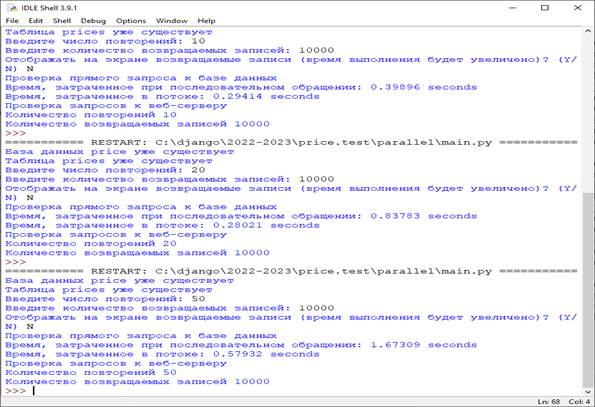 IDLE Shell 3.9.1
File Edit Shell Debug Options Window Help
Таблица prices уже существует
Введите число повторений: 10
Введите количество возвращаемых записей: 10000
Отображать на экране возвращаемые записи (время выполнения будет увеличено)? (Y/
N) N
Проверка прямого запроса к базе данных
Время, затраченное при последовательном обращении: 0.39896 seconds
Время, затраченное в потоке: 0.29414 seconds
Проверка запросов к веб-серверу
Количество повторений 10
Количество возвращаемых записей 10000
>>>
=========== RESTART: C:\django\2022-2023\price.test\parallel\main.py ===========
База данных price уже существует
Таблица prices уже существует
Введите число повторений: 20
Введите количество возвращаемых записей: 10000
Отображать на экране возвращаемые записи (время выполнения будет увеличено)? (Y/
N) N
Проверка прямого запроса к базе данных
Время, затраченное при последовательном обращении: 0.83783 seconds
Время, затраченное в потоке: 0.28021 seconds
Проверка запросов к веб-серверу
Количество повторений 20
Количество возвращаемых записей 10000
>>>
=========== RESTART: C:\django\2022-2023\price.test\parallel\main.py ===========
База данных price уже существует
Таблица prices уже существует
Введите число повторений: 50
Введите количество возвращаемых записей: 10000
Отображать на экране возвращаемые записи (время выполнения будет увеличено)? (Y/
N) N
Проверка прямого запроса к базе данных
Время, затраченное при последовательном обращении: 1.67309 seconds
Время, затраченное в потоке: 0.57932 seconds
Проверка запросов к веб-серверу
Количество повторений 50
Количество возвращаемых записей 10000
>>>
Ln: 68 Col: 4